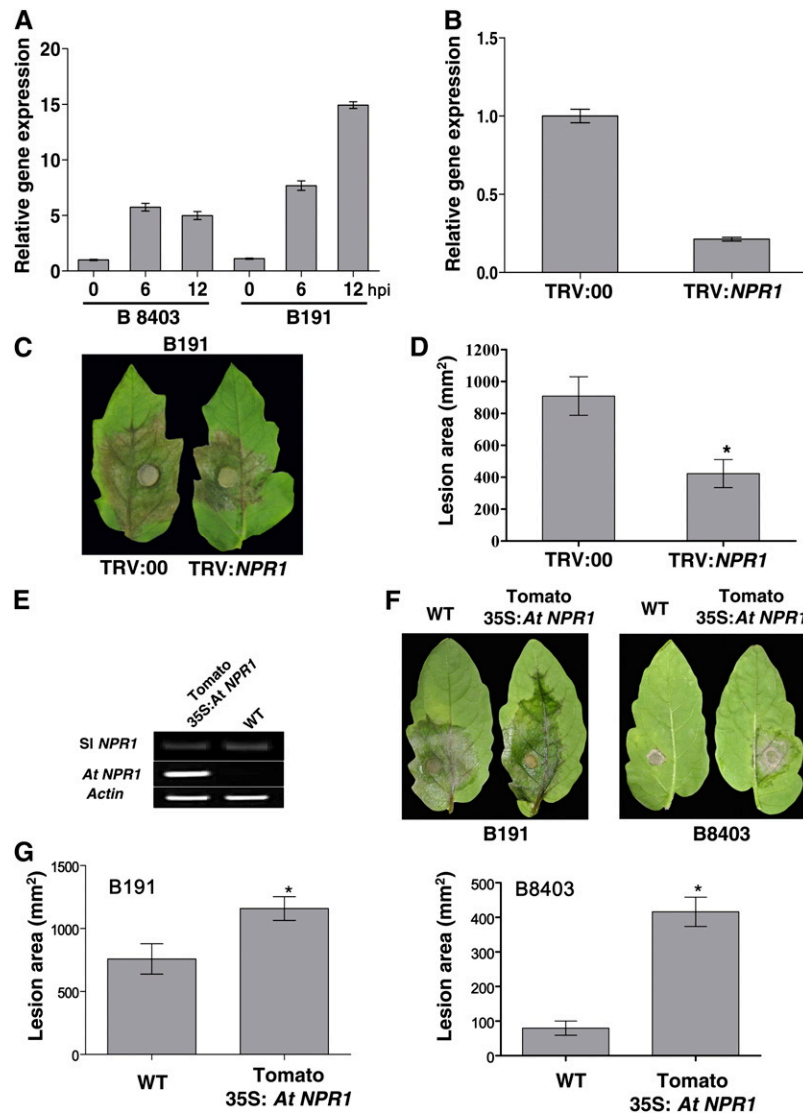 A
Relative gene expression
20
15
10
5
0
0 6 12 0 6 12 hpi
B 8403 B191
B
Relative gene expression
1.5
1.0
0.5
0.0
TRV:00 TRV:NPR1
C
B191
TRV:00 TRV:NPR1
D
Lesion area (mm²)
1200
1000
800
600
400
200
0
*
TRV:00 TRV:NPR1
E
Tomato
35S:At NPR1
WT
Sl NPR1
At NPR1
Actin
F
WT Tomato
35S:At NPR1
WT Tomato
35S:At NPR1
B191 B8403
G
Lesion area (mm²)
1500
1000
500
0
B191
*
WT Tomato
35S: At NPR1
Lesion area (mm²)
500
400
300
200
100
0
B8403
*
WT Tomato
35S: At NPR1